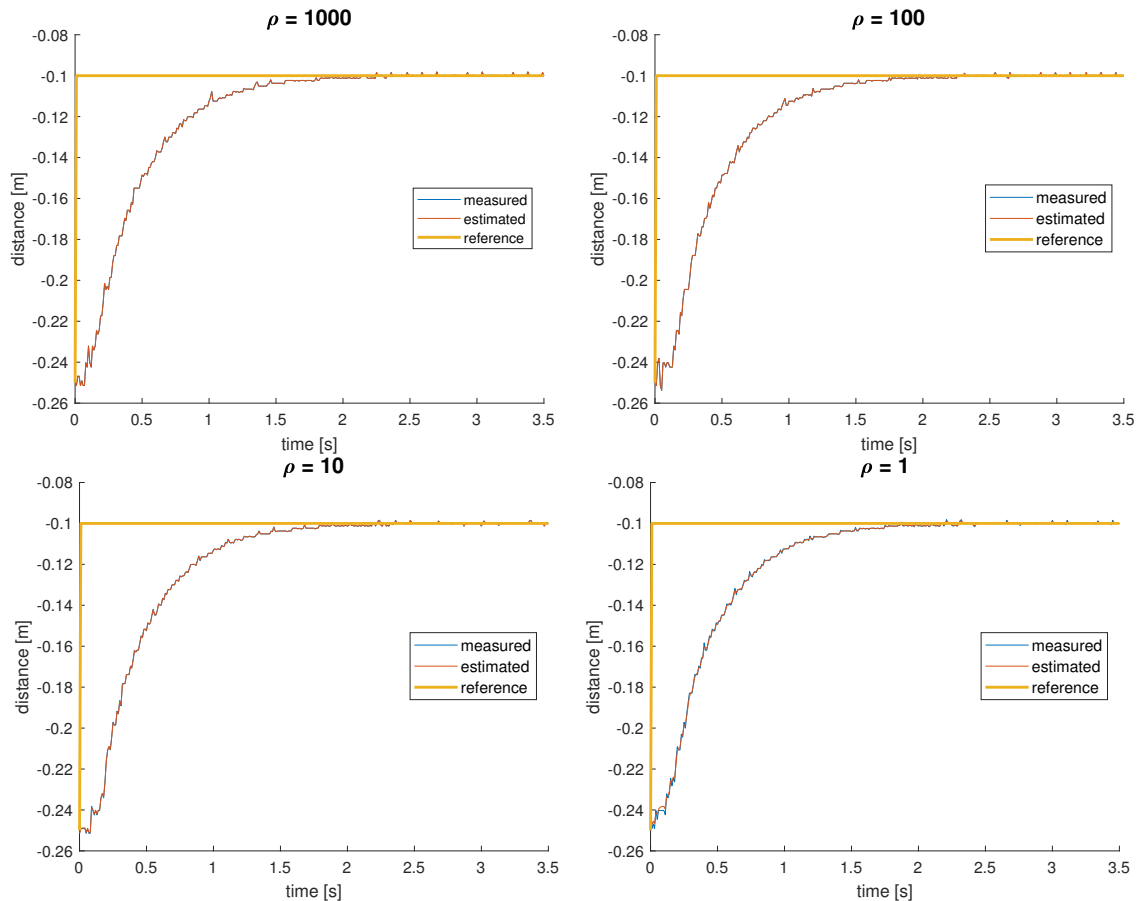 ρ = 1000
-0.08
-0.1
-0.12
-0.14
-0.16
-0.18
-0.2
-0.22
-0.24
-0.26
distance [m]
measured
estimated
reference
0 0.5 1 1.5 2 2.5 3 3.5
time [s]
ρ = 100
-0.08
-0.1
-0.12
-0.14
-0.16
-0.18
-0.2
-0.22
-0.24
-0.26
distance [m]
measured
estimated
reference
0 0.5 1 1.5 2 2.5 3 3.5
time [s]
ρ = 10
-0.08
-0.1
-0.12
-0.14
-0.16
-0.18
-0.2
-0.22
-0.24
-0.26
distance [m]
measured
estimated
reference
0 0.5 1 1.5 2 2.5 3 3.5
time [s]
ρ = 1
-0.08
-0.1
-0.12
-0.14
-0.16
-0.18
-0.2
-0.22
-0.24
-0.26
distance [m]
measured
estimated
reference
0 0.5 1 1.5 2 2.5 3 3.5
time [s]